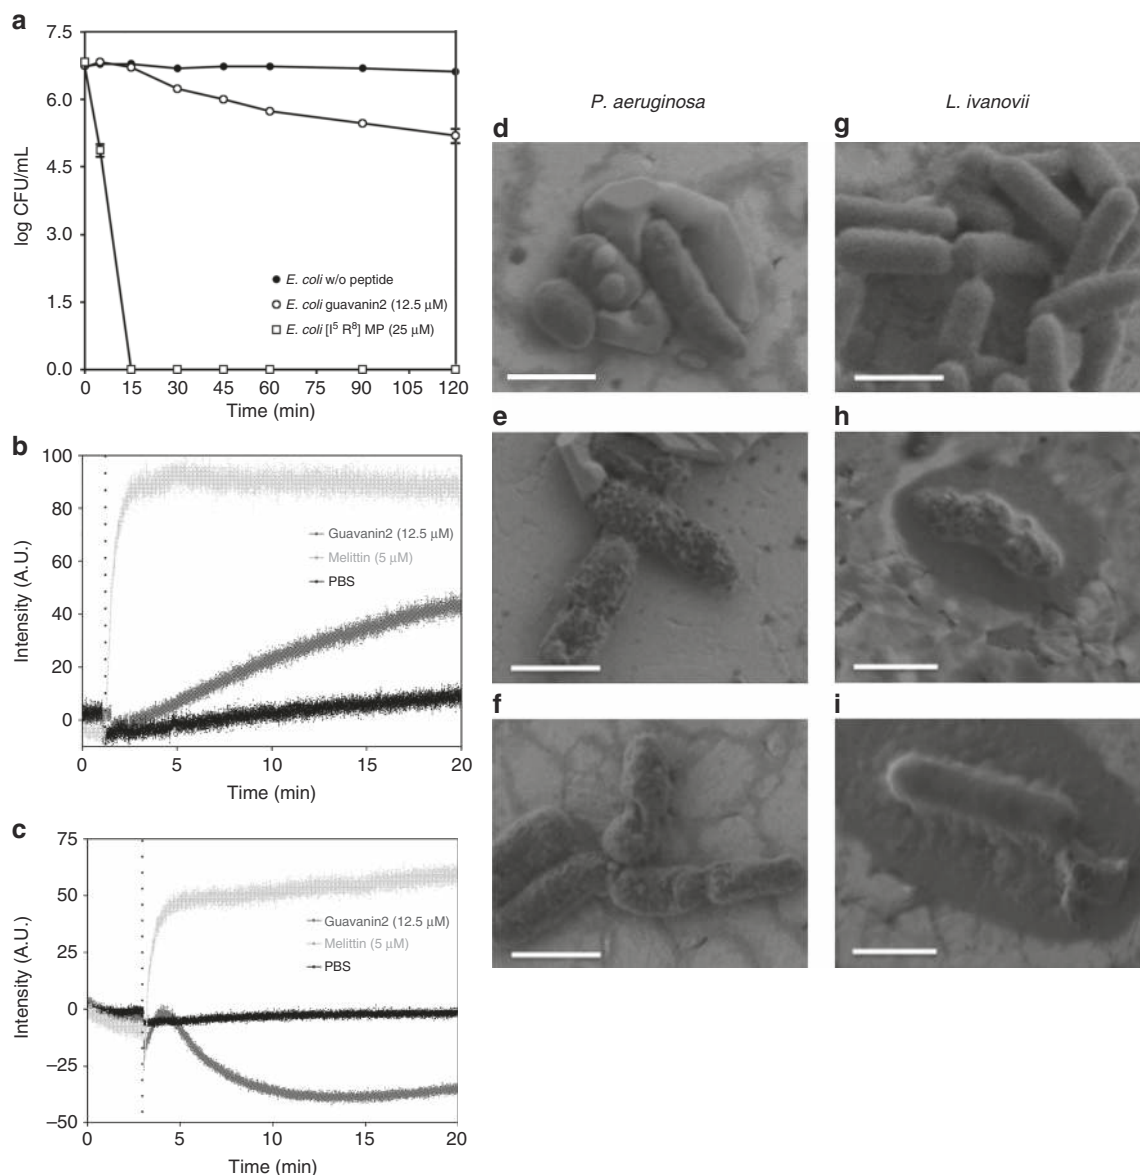 a
7.5
6.0
4.5
3.0
1.5
0.0
log CFU/mL
E. coli w/o peptide
E. coli guavanin2 (12.5 μM)
E. coli [I⁵ R⁸] MP (25 μM)
0 15 30 45 60 75 90 105 120
Time (min)
b
100
80
60
40
20
0
Intensity (A.U.)
Guavanin2 (12.5 μM)
Melittin (5 μM)
PBS
0 5 10 15 20
Time (min)
c
75
50
25
0
−25
−50
Intensity (A.U.)
Guavanin2 (12.5 μM)
Melittin (5 μM)
PBS
0 5 10 15 20
Time (min)
P. aeruginosa
L. ivanovii
d
g
e
h
f
i